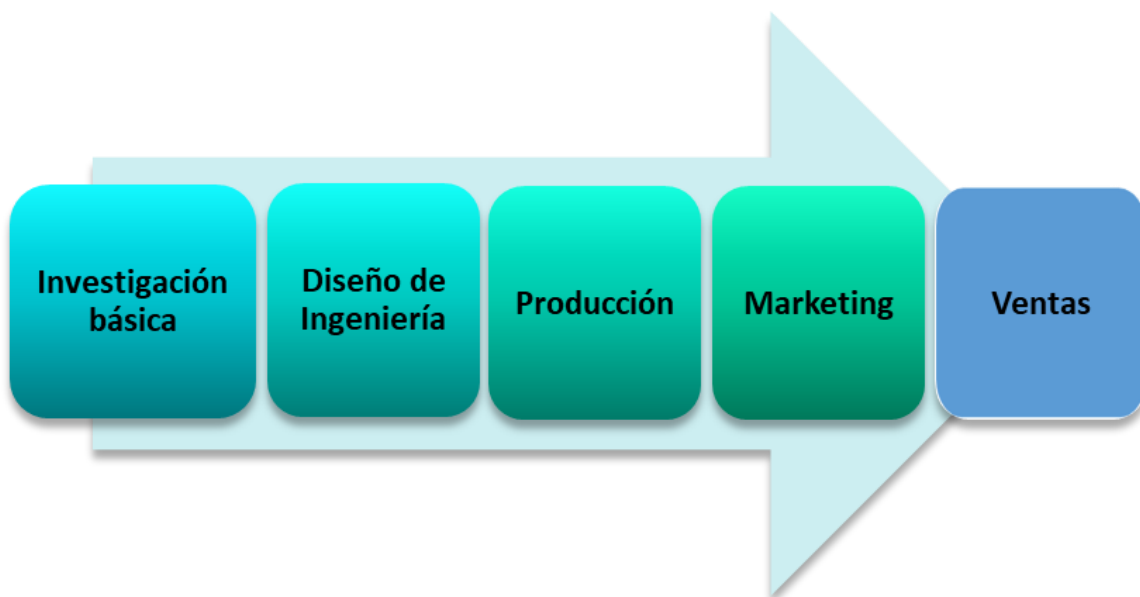 Investigación
básica
Diseño de
Ingeniería
Producción
Marketing
Ventas